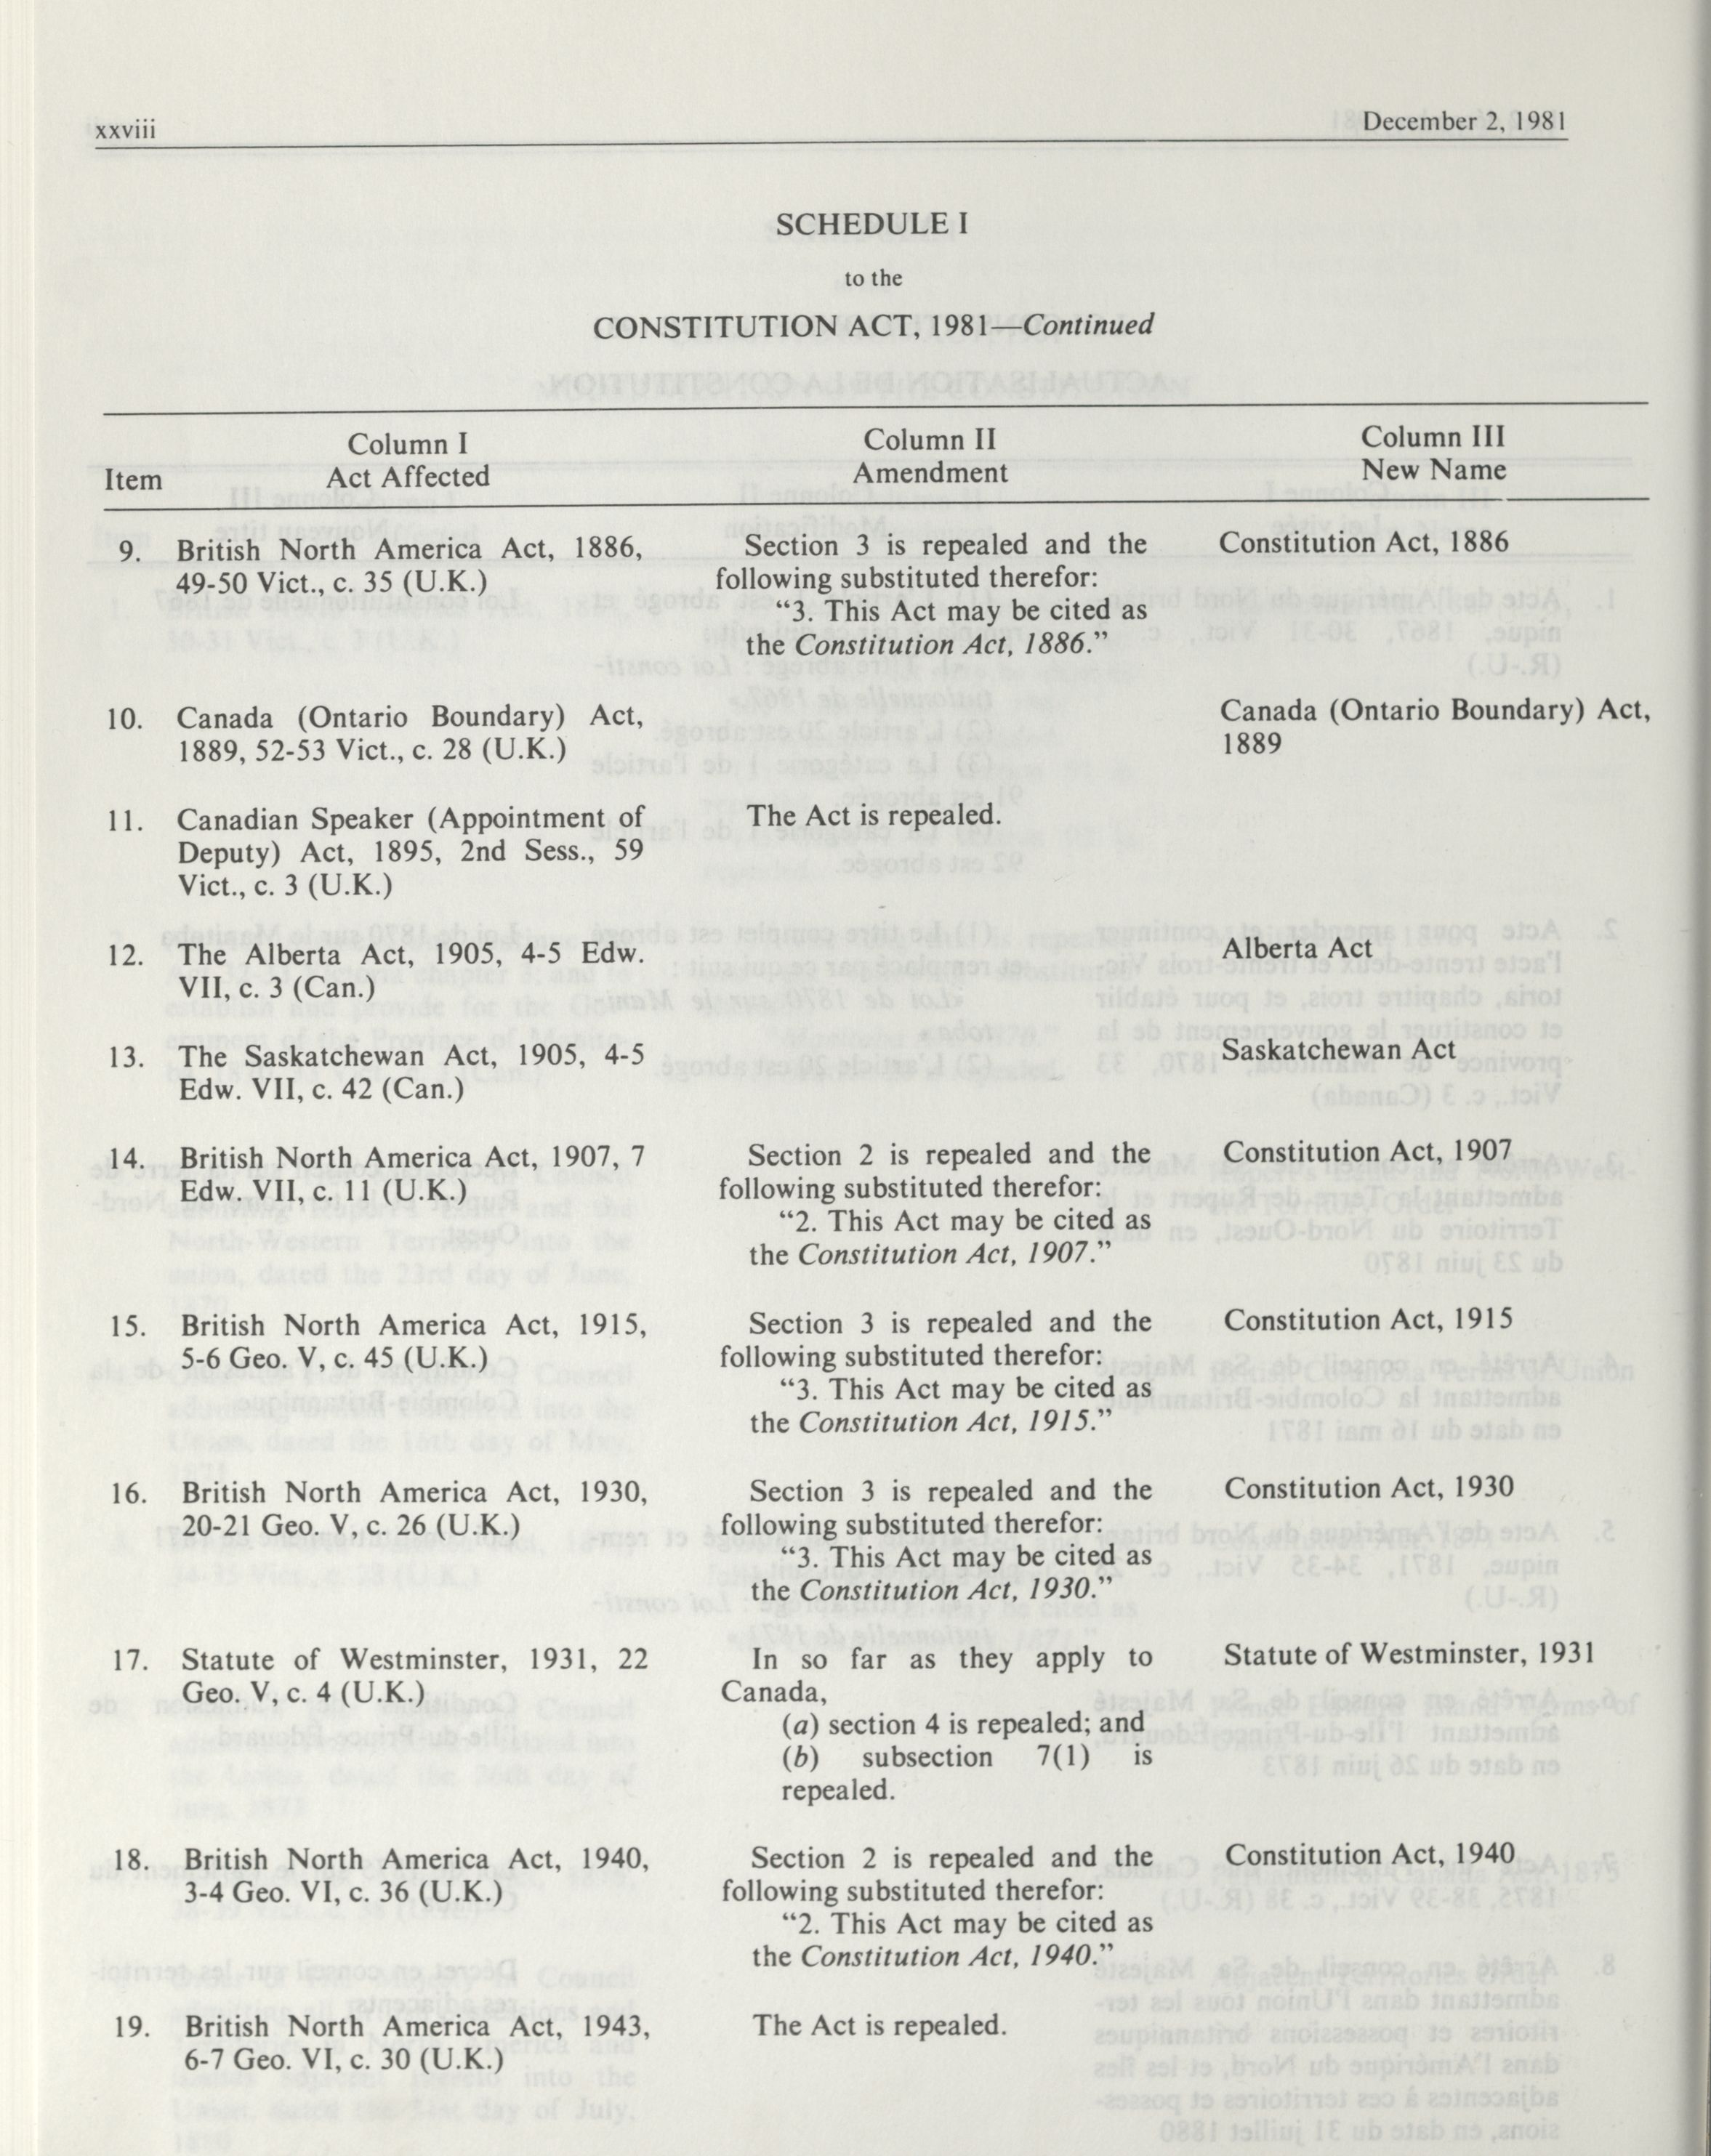 xxviii
December 2, 1981
SCHEDULE I
to the
CONSTITUTION ACT, 1981—Continued
Item
Column I
Act Affected
Column II
Amendment
Column III
New Name
9. British North America Act, 1886,
49-50 Vict., c. 35 (U.K.)
Section 3 is repealed and the
following substituted therefor:
“3. This Act may be cited as
the Constitution Act, 1886.”
Constitution Act, 1886
10. Canada (Ontario Boundary) Act,
1889, 52-53 Vict., c. 28 (U.K.)
Canada (Ontario Boundary) Act,
1889
11. Canadian Speaker (Appointment of
Deputy) Act, 1895, 2nd Sess., 59
Vict., c. 3 (U.K.)
The Act is repealed.
12. The Alberta Act, 1905, 4-5 Edw.
VII, c. 3 (Can.)
Alberta Act
13. The Saskatchewan Act, 1905, 4-5
Edw. VII, c. 42 (Can.)
Saskatchewan Act
14. British North America Act, 1907, 7
Edw. VII, c. 11 (U.K.)
Section 2 is repealed and the
following substituted therefor:
“2. This Act may be cited as
the Constitution Act, 1907.”
Constitution Act, 1907
15. British North America Act, 1915,
5-6 Geo. V, c. 45 (U.K.)
Section 3 is repealed and the
following substituted therefor:
“3. This Act may be cited as
the Constitution Act, 1915.”
Constitution Act, 1915
16. British North America Act, 1930,
20-21 Geo. V, c. 26 (U.K.)
Section 3 is repealed and the
following substituted therefor:
“3. This Act may be cited as
the Constitution Act, 1930.”
Constitution Act, 1930
17. Statute of Westminster, 1931, 22
Geo. V, c. 4 (U.K.)
In so far as they apply to
Canada,
(a) section 4 is repealed; and
(b) subsection 7(1) is
repealed.
Statute of Westminster, 1931
18. British North America Act, 1940,
3-4 Geo. VI, c. 36 (U.K.)
Section 2 is repealed and the
following substituted therefor:
“2. This Act may be cited as
the Constitution Act, 1940.”
Constitution Act, 1940
19. British North America Act, 1943,
6-7 Geo. VI, c. 30 (U.K.)
The Act is repealed.